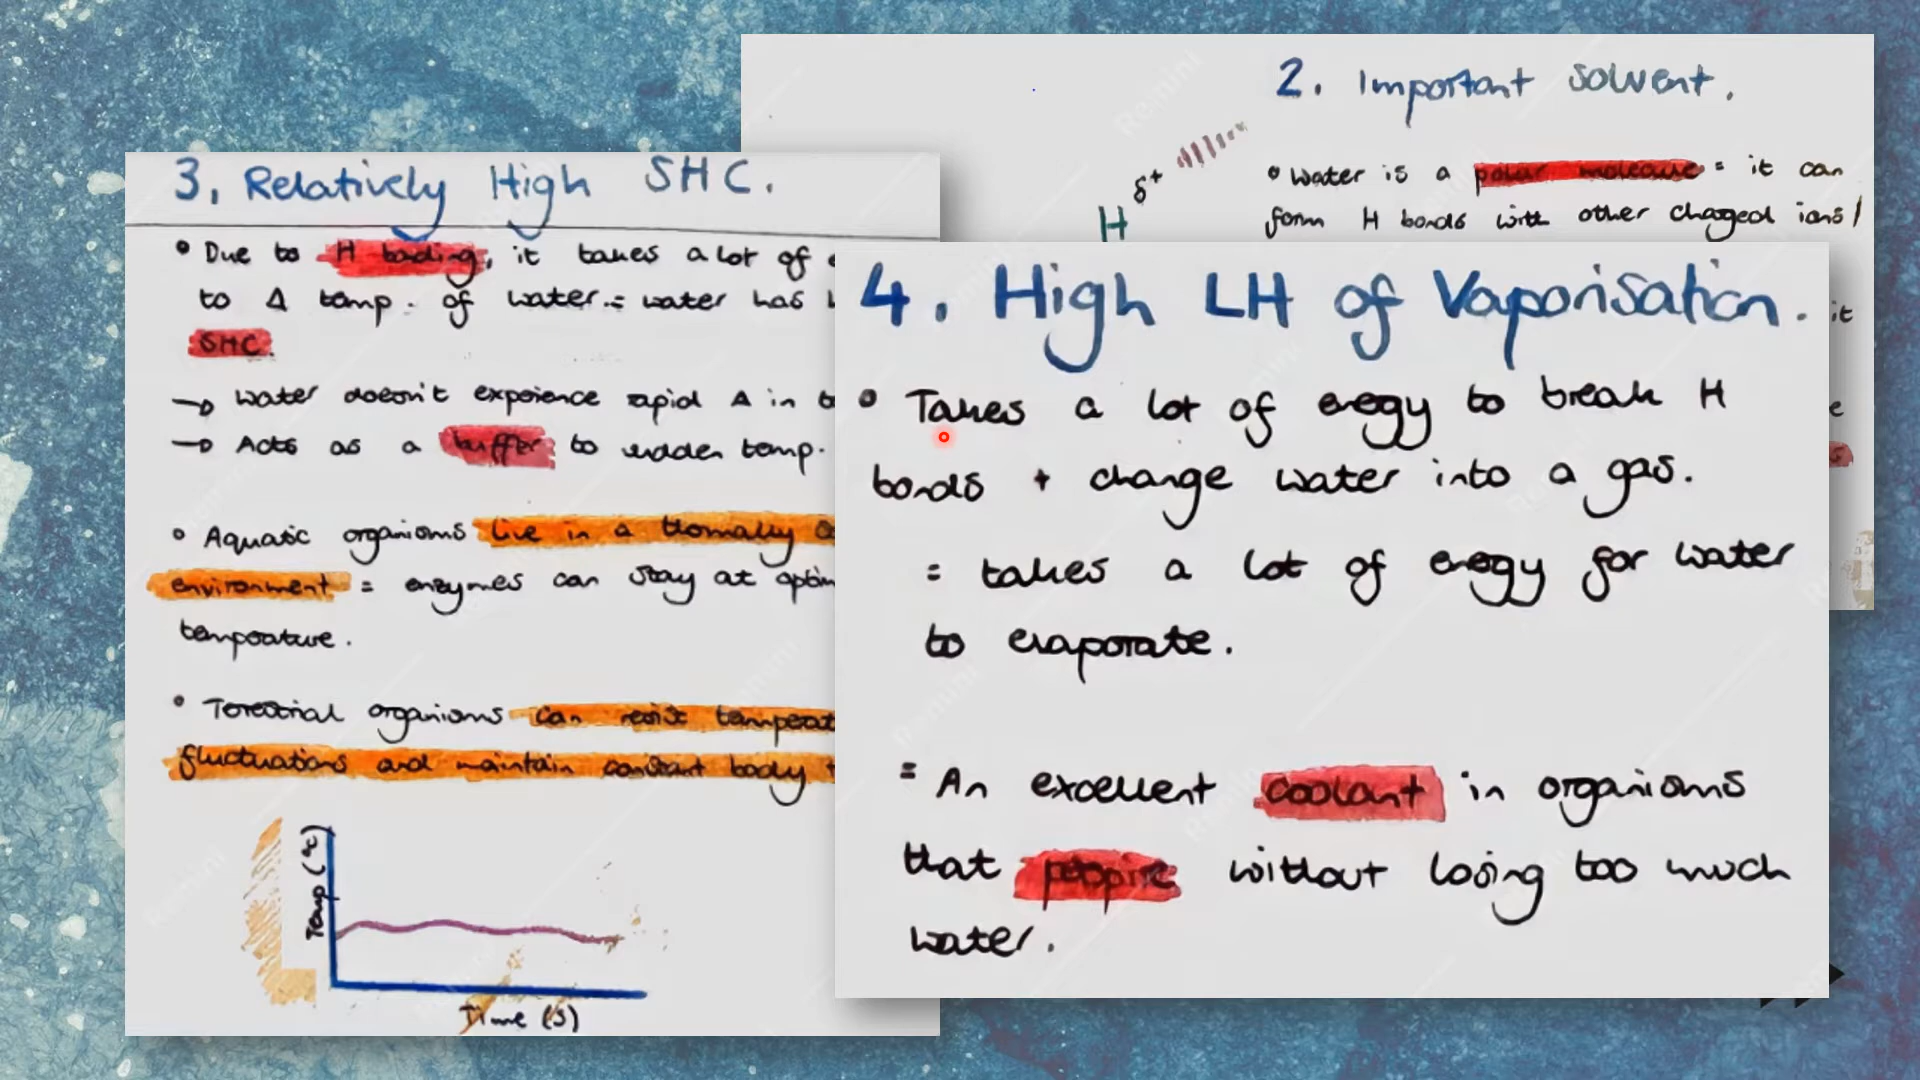 2. Important solvent.
• Water is a polar molecule = it can
form H bonds with other charged ions/
δ+
H
it
e
3, Relatively High SHC.
• Due to H bonding, it takes a lot of
to Δ temp. of water.= water has
SHC.
→ Water doesn't experience rapid Δ in
→ Acts as a buffer to sudden temp.
• Aquatic organisms live in a thermally
environment = enzymes can stay at optim
temperature.
• Terrestrial organisms can resist temperat
fluctuations and maintain constant body
Temp (°c)
Time (s)
4. High LH of Vaporisation.
• Takes a lot of energy to break H
bonds + change water into a gas.
= takes a lot of energy for water
to evaporate.
= An excellent coolant in organisms
that perspire without losing too much
water.
Remini